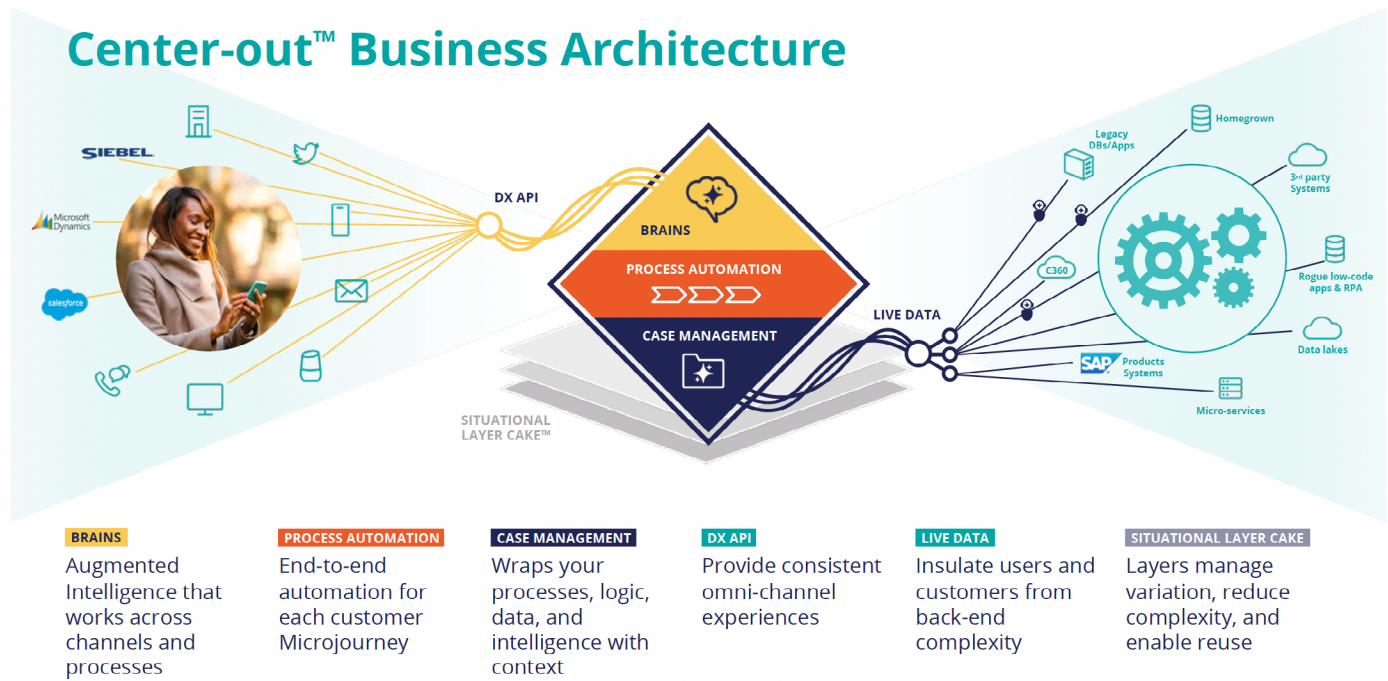 Center-out™ Business Architecture
SIEBEL
Microsoft
Dynamics
salesforce
DX API
BRAINS
PROCESS AUTOMATION
CASE MANAGEMENT
SITUATIONAL
LAYER CAKE™
LIVE DATA
Legacy
DBs/Apps
Homegrown
3rd party
Systems
C360
Rogue low-code
apps & RPA
Data lakes
SAP
Products
Systems
Micro-services
BRAINS
Augmented
Intelligence that
works across
channels and
processes
PROCESS AUTOMATION
End-to-end
automation for
each customer
Microjourney
CASE MANAGEMENT
Wraps your
processes, logic,
data, and
intelligence with
context
DX API
Provide consistent
omni-channel
experiences
LIVE DATA
Insulate users and
customers from
back-end
complexity
SITUATIONAL LAYER CAKE
Layers manage
variation, reduce
complexity, and
enable reuse